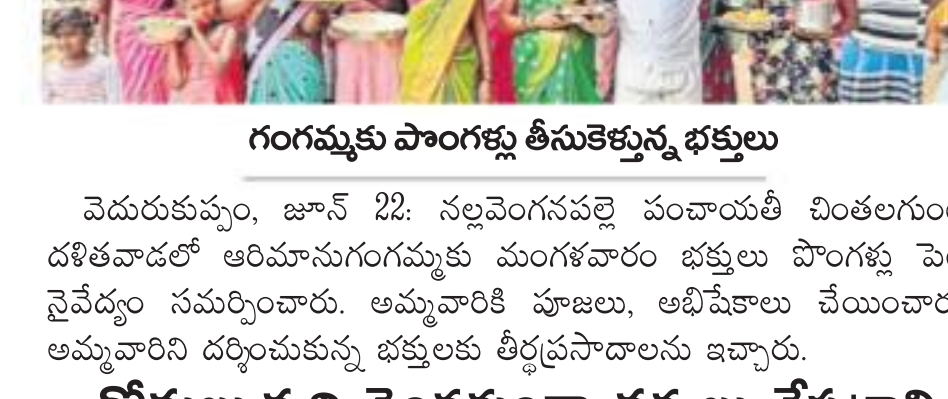 గంగమ్మకు పొంగళ్లు తీసుకెళ్తున్న భక్తులు
వెదురుకుప్పం, జూన్ 22: నల్లవెంగనపల్లె పంచాయతీ
దళితవాడలో ఆరిమానుగంగమ్మకు మంగళవారం భక్తులు పొంగళ్లు
నైవేద్యం సమర్పించారు. అమ్మవారికి పూజలు, అభిషేకాలు
అమ్మవారిని దర్శించుకున్న భక్తులకు తీర్థప్రసాదాలను ఇచ్చారు.